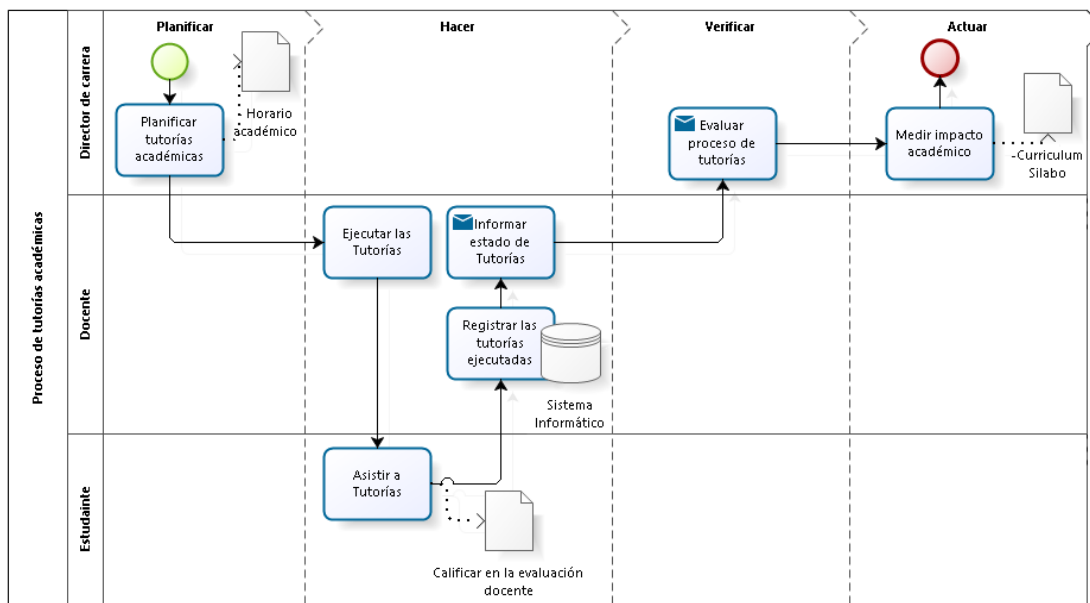 Planificar
Hacer
Verificar
Actuar
Proceso de tutorías académicas
Director de carrera
Planificar
tutorías
académicas
Horario
académico
Evaluar
proceso de
tutorías
Medir impacto
académico
-Curriculum
Silabo
Docente
Ejecutar las
Tutorías
Informar
estado de
Tutorías
Registrar las
tutorías
ejecutadas
Sistema
Informático
Estudainte
Asistir a
Tutorías
Calificar en la evaluación
docente